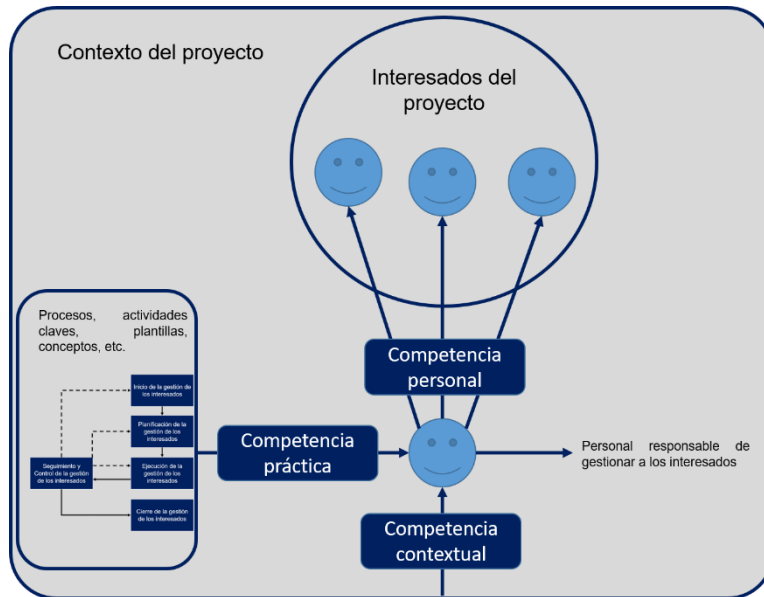 Contexto del proyecto
Interesados del
proyecto
Procesos, actividades
claves, plantillas,
conceptos, etc.
Inicio de la gestión de
los interesados
Planificación de la
gestión de los
interesados
Seguimiento y
Control de la gestión
de los interesados
Ejecución de la
gestión de los
interesados
Cierre de la gestión
de los interesados
Competencia
personal
Competencia
práctica
Personal responsable de
gestionar a los interesados
Competencia
contextual